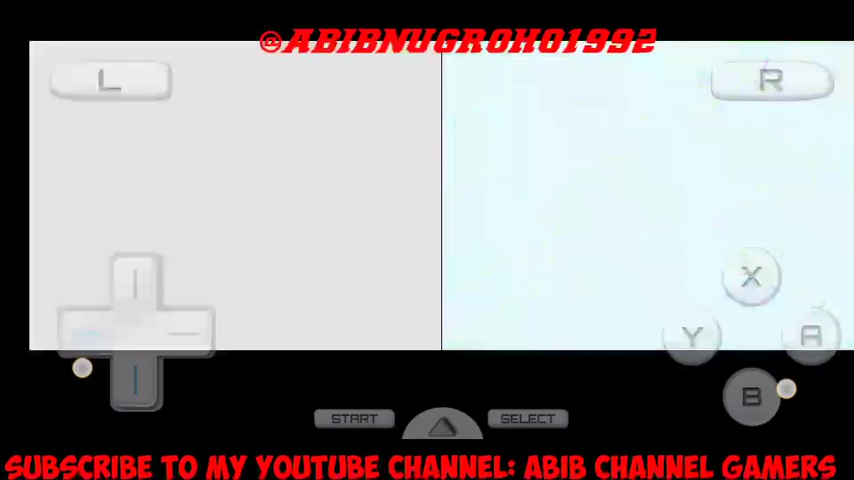 @ABIBNUGROHO1992
L
R
X
Y
A
B
START
SELECT
SUBSCRIBE TO MY YOUTUBE CHANNEL: ABIB CHANNEL GAMERS